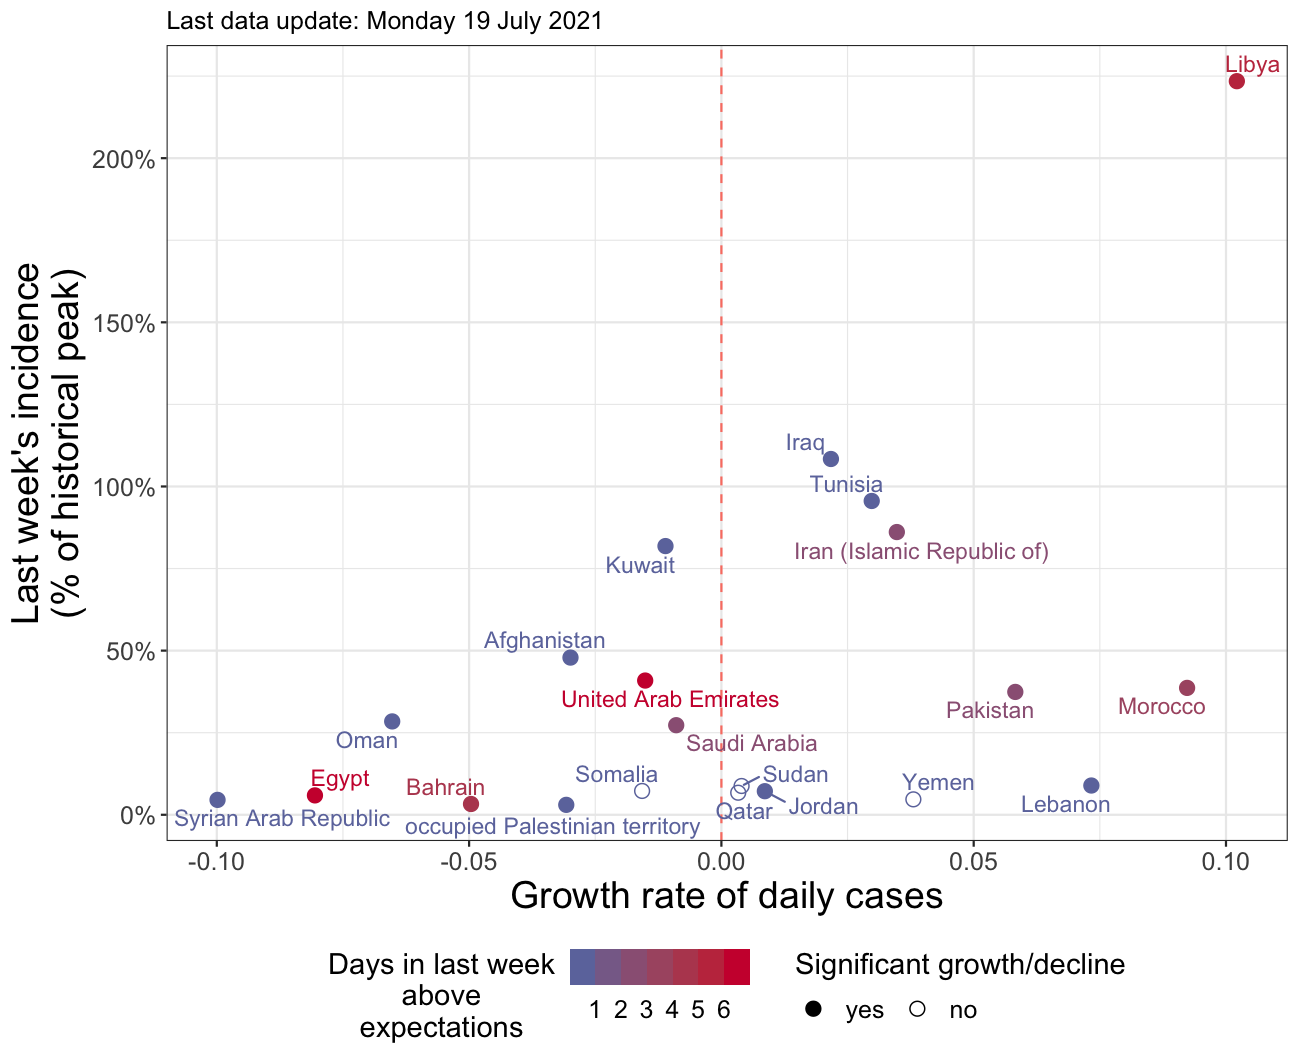 Last data update: Monday 19 July 2021
Last week's incidence
(% of historical peak)
200%
150%
100%
50%
0%
Libya
Iraq
Tunisia
Iran (Islamic Republic of)
Kuwait
Afghanistan
United Arab Emirates
Pakistan
Morocco
Oman
Saudi Arabia
Egypt
Bahrain
Somalia
Sudan
Yemen
Syrian Arab Republic
occupied Palestinian territory
Qatar
Jordan
Lebanon
-0.10
-0.05
0.00
0.05
0.10
Growth rate of daily cases
Days in last week
above
expectations
1 2 3 4 5 6
Significant growth/decline
yes
no